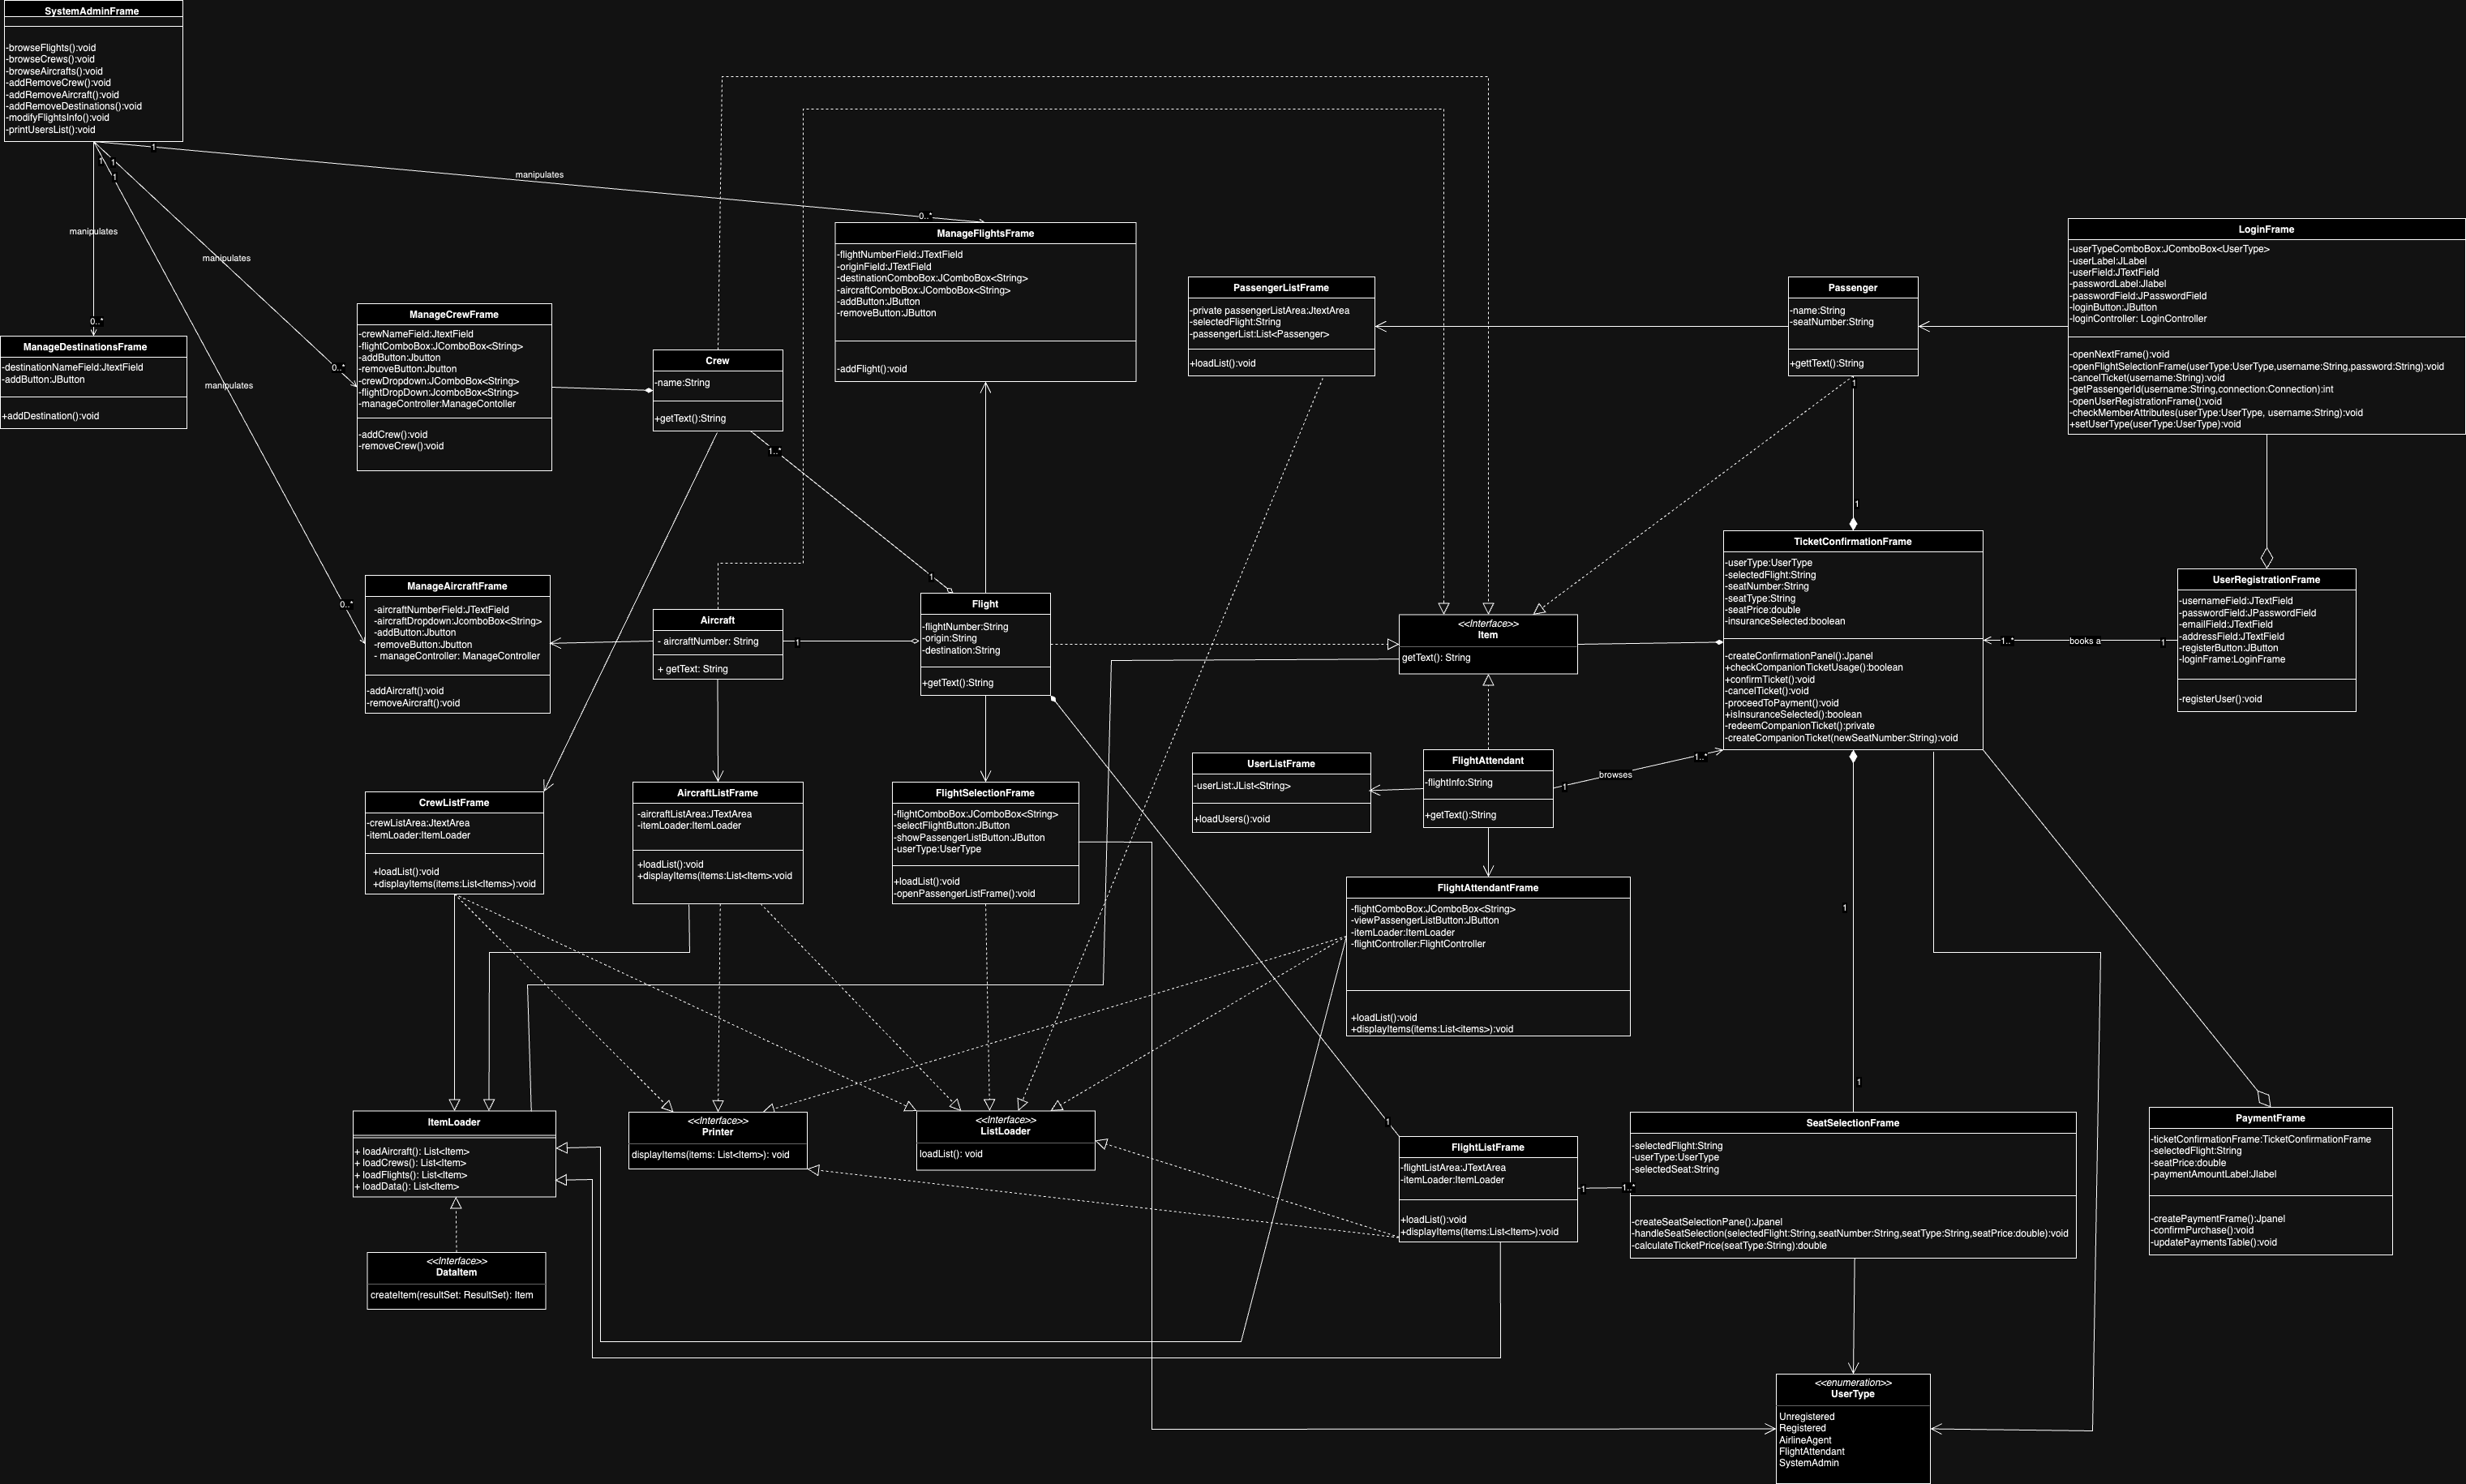 SystemAdminFrame
-browseFlights():void
-browseCrews():void
-browseAircrafts():void
-addRemoveCrew():void
-addRemoveAircraft():void
-addRemoveDestinations():void
-modifyFlightsInfo():void
-printUsersList():void
1
1
1
1
manipulates
0..*
manipulates
manipulates
manipulates
0..*
0..*
0..*
ManageFlightsFrame
-flightNumberField:JTextField
-originField:JTextField
-destinationComboBox:JComboBox<String>
-aircraftComboBox:JComboBox<String>
-addButton:JButton
-removeButton:JButton
-addFlight():void
LoginFrame
-userTypeComboBox:JComboBox<UserType>
-userLabel:JLabel
-userField:JTextField
-passwordLabel:Jlabel
-passwordField:JPasswordField
-loginButton:JButton
-loginController: LoginController
-openNextFrame():void
-openFlightSelectionFrame(userType:UserType,username:String,password:String):void
-cancelTicket(username:String):void
-getPassengerId(username:String,connection:Connection):int
-openUserRegistrationFrame():void
-checkMemberAttributes(userType:UserType, username:String):void
+setUserType(userType:UserType):void
PassengerListFrame
-private passengerListArea:JtextArea
-selectedFlight:String
-passengerList:List<Passenger>
+loadList():void
Passenger
-name:String
-seatNumber:String
+gettText():String
1
1
ManageCrewFrame
-crewNameField:JtextField
-flightComboBox:JComboBox<String>
-addButton:Jbutton
-removeButton:Jbutton
-crewDropdown:JComboBox<String>
-flightDropDown:JcomboBox<String>
-manageController:ManageContoller
-addCrew():void
-removeCrew():void
ManageDestinationsFrame
-destinationNameField:JtextField
-addButton:JButton
+addDestination():void
Crew
-name:String
+getText():String
1..*
1
TicketConfirmationFrame
-userType:UserType
-selectedFlight:String
-seatNumber:String
-seatType:String
-seatPrice:double
-insuranceSelected:boolean
-createConfirmationPanel():Jpanel
+checkCompanionTicketUsage():boolean
+confirmTicket():void
-cancelTicket():void
-proceedToPayment():void
+isInsuranceSelected():boolean
-redeemCompanionTicket():private
-createCompanionTicket(newSeatNumber:String):void
UserRegistrationFrame
-usernameField:JTextField
-passwordField:JPasswordField
-emailField:JTextField
-addressField:JTextField
-registerButton:JButton
-loginFrame:LoginFrame
-registerUser():void
1..*
books a
1
ManageAircraftFrame
-aircraftNumberField:JTextField
-aircraftDropdown:JcomboBox<String>
-addButton:Jbutton
-removeButton:Jbutton
- manageController: ManageController
-addAircraft():void
-removeAircraft():void
Aircraft
- aircraftNumber: String
+ getText: String
1
Flight
-flightNumber:String
-origin:String
-destination:String
+getText():String
<<Interface>>
Item
getText(): String
UserListFrame
-userList:JList<String>
+loadUsers():void
FlightAttendant
-flightInfo:String
+getText():String
1
browses
1..*
CrewListFrame
-crewListArea:JtextArea
-itemLoader:ItemLoader
+loadList():void
+displayItems(items:List<Items>):void
AircraftListFrame
-aircraftListArea:JTextArea
-itemLoader:ItemLoader
+loadList():void
+displayItems(items:List<Item>:void
FlightSelectionFrame
-flightComboBox:JComboBox<String>
-selectFlightButton:JButton
-showPassengerListButton:JButton
-userType:UserType
+loadList():void
-openPassengerListFrame():void
FlightAttendantFrame
-flightComboBox:JComboBox<String>
-viewPassengerListButton:JButton
-itemLoader:ItemLoader
-flightController:FlightController
+loadList():void
+displayItems(items:List<items>):void
1
1
ItemLoader
+ loadAircraft(): List<Item>
+ loadCrews(): List<Item>
+ loadFlights(): List<Item>
+ loadData(): List<Item>
<<Interface>>
Printer
displayItems(items: List<Item>): void
<<Interface>>
ListLoader
loadList(): void
1
FlightListFrame
-flightListArea:JTextArea
-itemLoader:ItemLoader
+loadList():void
+displayItems(items:List<Item>):void
1
1..*
SeatSelectionFrame
-selectedFlight:String
-userType:UserType
-selectedSeat:String
-createSeatSelectionPane():Jpanel
-handleSeatSelection(selectedFlight:String,seatNumber:String,seatType:String,seatPrice:double):void
-calculateTicketPrice(seatType:String):double
PaymentFrame
-ticketConfirmationFrame:TicketConfirmationFrame
-selectedFlight:String
-seatPrice:double
-paymentAmountLabel:Jlabel
-createPaymentFrame():Jpanel
-confirmPurchase():void
-updatePaymentsTable():void
<<Interface>>
DataItem
createItem(resultSet: ResultSet): Item
<<enumeration>>
UserType
Unregistered
Registered
AirlineAgent
FlightAttendant
SystemAdmin